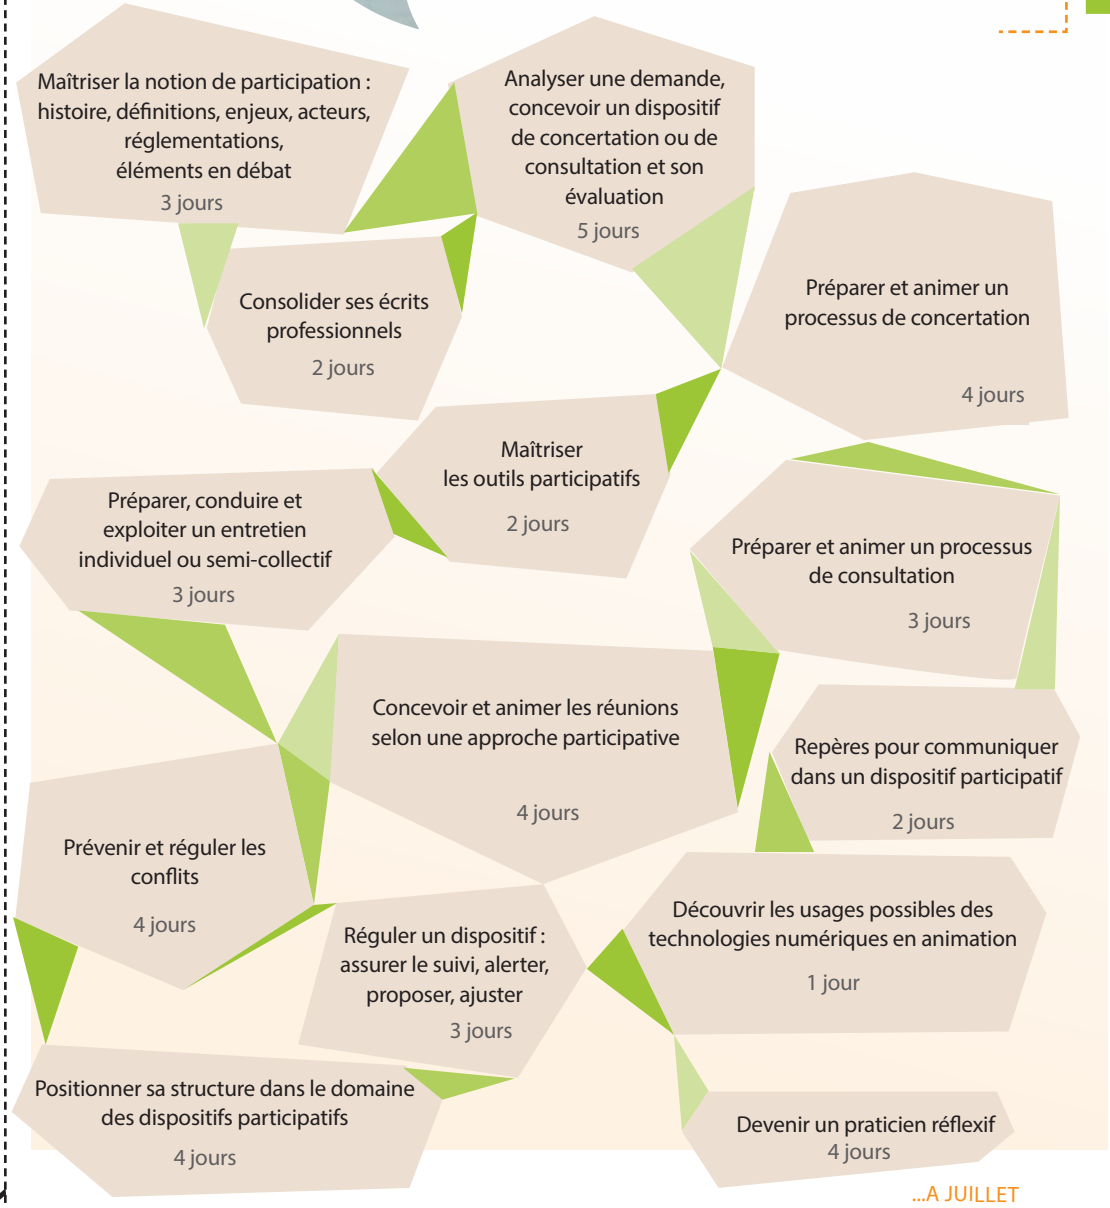 Maîtriser la notion de participation :
histoire, définitions, enjeux, acteurs,
réglementations,
éléments en débat
3 jours
Analyser une demande,
concevoir un dispositif
de concertation ou de
consultation et son
évaluation
5 jours
Consolider ses écrits
professionnels
2 jours
Préparer et animer un
processus de concertation
4 jours
Maîtriser
les outils participatifs
2 jours
Préparer, conduire et
exploiter un entretien
individuel ou semi-collectif
3 jours
Préparer et animer un processus
de consultation
3 jours
Concevoir et animer les réunions
selon une approche participative
4 jours
Repères pour communiquer
dans un dispositif participatif
2 jours
Prévenir et réguler les
conflits
4 jours
Réguler un dispositif :
assurer le suivi, alerter,
proposer, ajuster
3 jours
Découvrir les usages possibles des
technologies numériques en animation
1 jour
Positionner sa structure dans le domaine
des dispositifs participatifs
4 jours
Devenir un praticien réflexif
4 jours
...A JUILLET